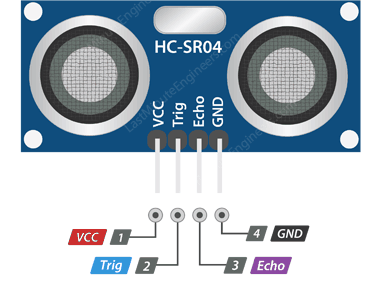 HC-SR04
VCC Trig Echo GND
VCC 1
4 GND
Trig 2
3 Echo